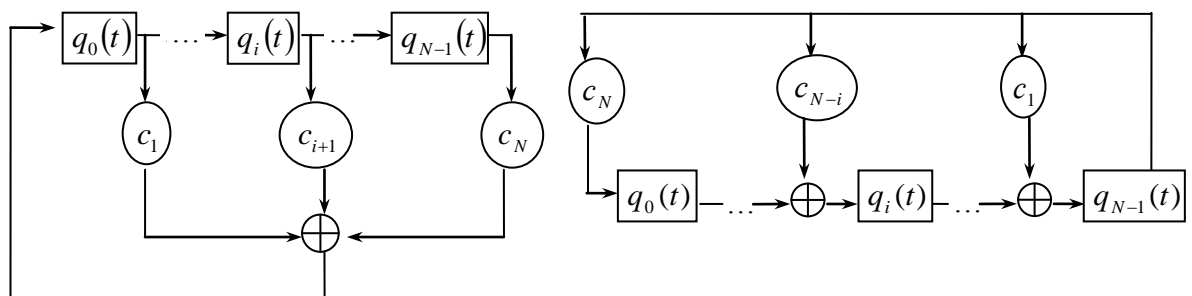 q_0(t) ... q_i(t) ... q_{N-1}(t)
c_1 c_{i+1} c_N
c_N c_{N-i} c_1
q_0(t) ... q_i(t) ... q_{N-1}(t)